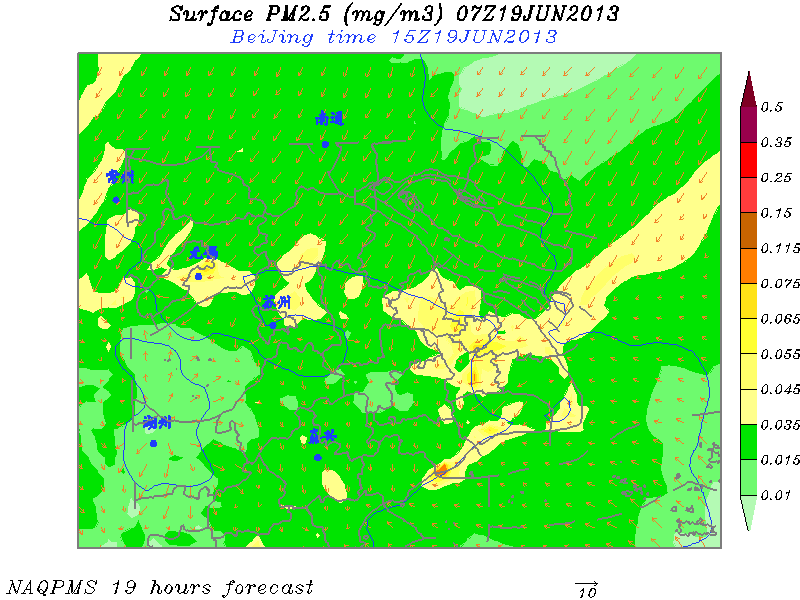 Surface PM2.5 (mg/m3) 07Z19JUN2013
BeiJing time 15Z19JUN2013
南通
常州
无锡
苏州
湖州
嘉兴
0.5
0.35
0.25
0.15
0.115
0.075
0.065
0.055
0.045
0.035
0.015
0.01
NAQPMS 19 hours forecast
10